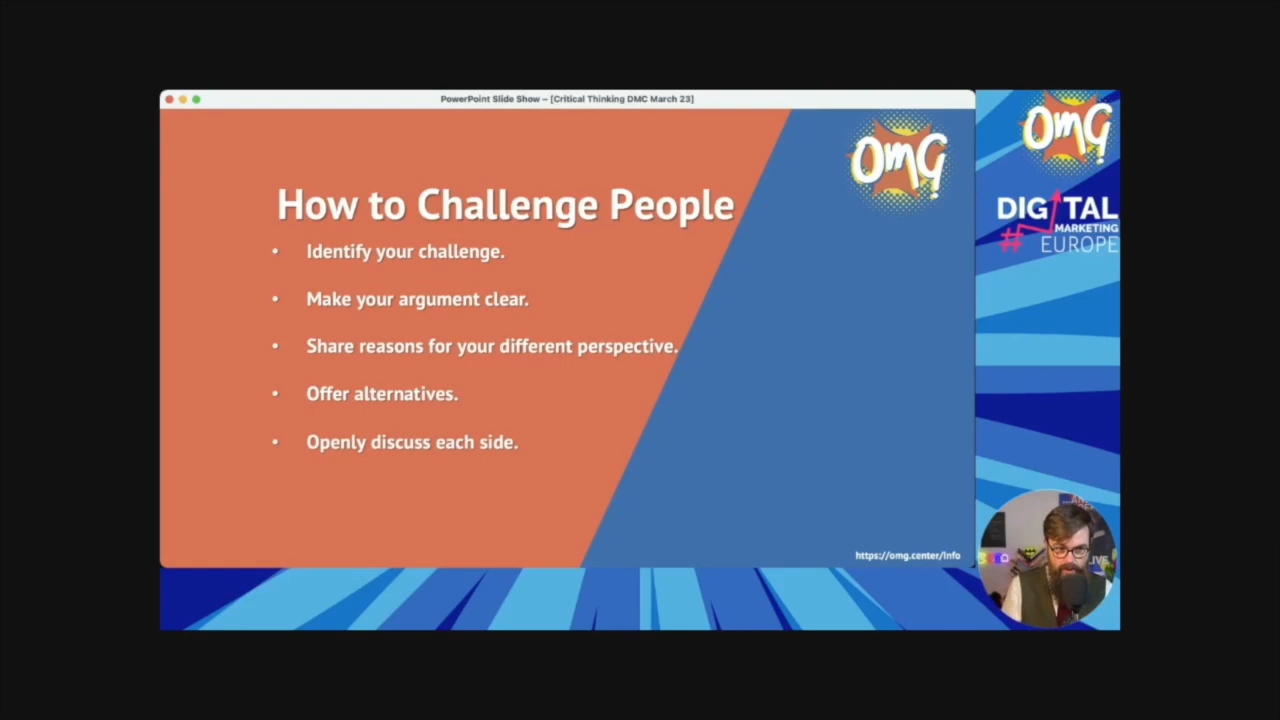 PowerPoint Slide Show – [Critical Thinking DMC March 23]
OMG
OMG
DIGITAL
MARKETING
# EUROPE
How to Challenge People
• Identify your challenge.
• Make your argument clear.
• Share reasons for your different perspective.
• Offer alternatives.
• Openly discuss each side.
LIVE
https://omg.center/info